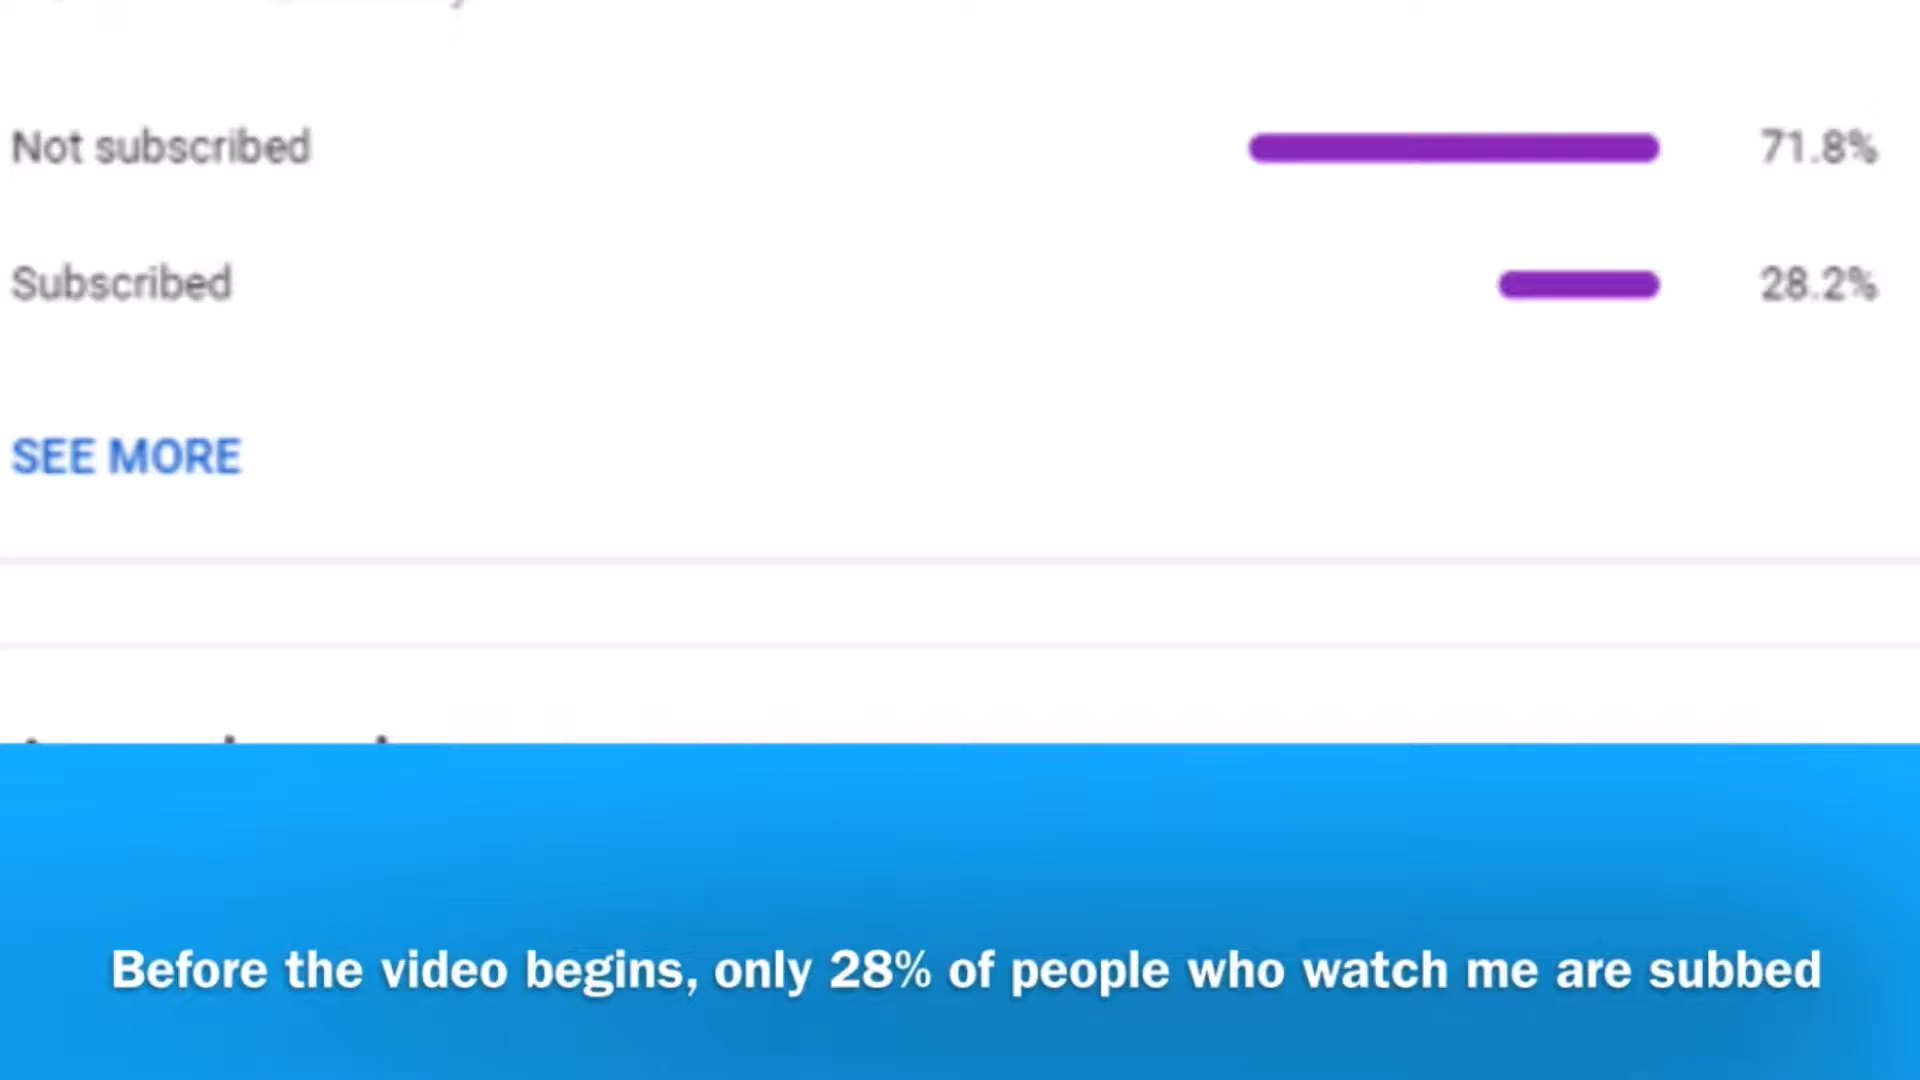 Not subscribed 71.8%
Subscribed 28.2%
SEE MORE
Before the video begins, only 28% of people who watch me are subbed